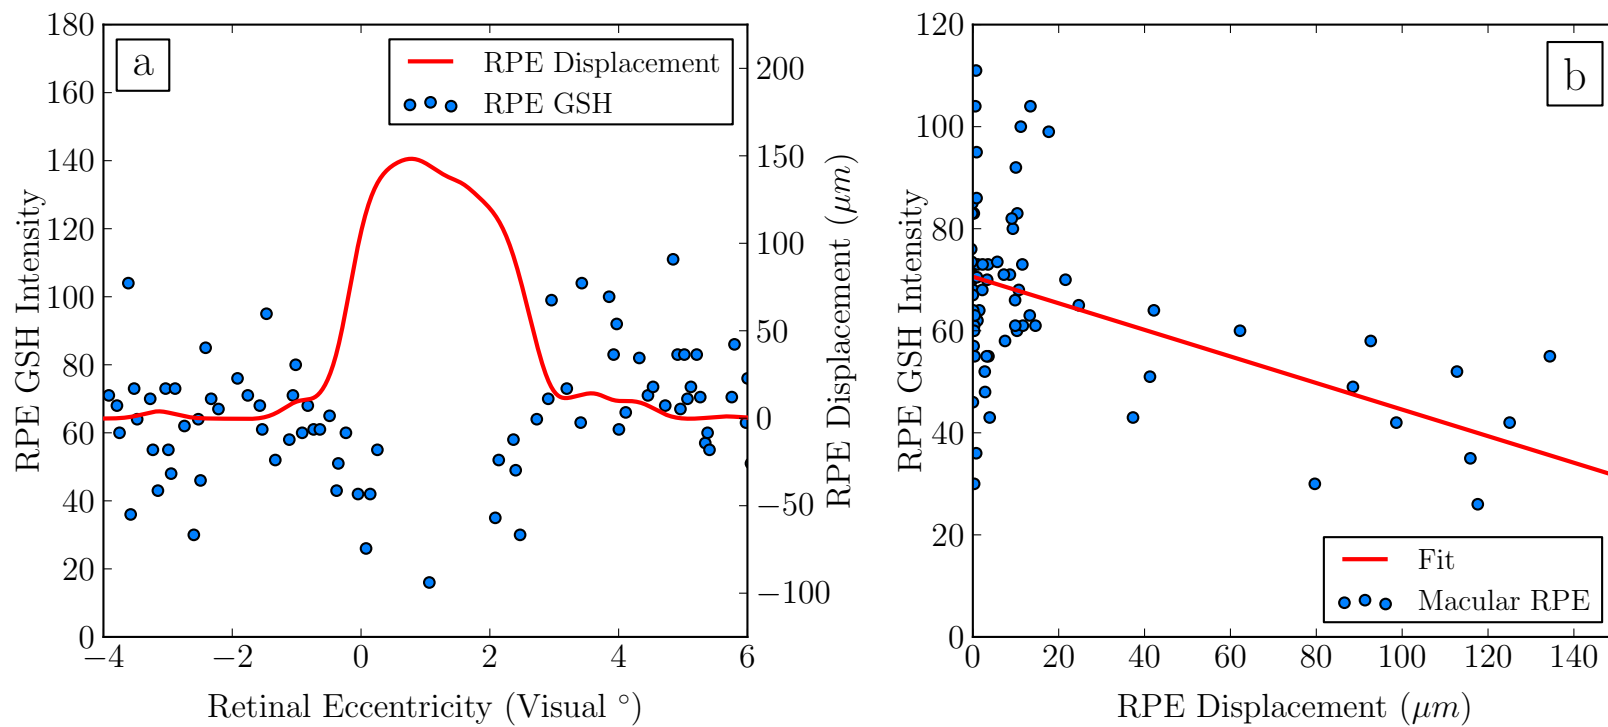 a
RPE Displacement
RPE GSH
180
160
140
120
100
80
60
40
20
0
RPE GSH Intensity
200
150
100
50
0
−50
−100
RPE Displacement (μm)
−4 −2 0 2 4 6
Retinal Eccentricity (Visual °)
b
120
100
80
60
40
20
0
RPE GSH Intensity
Fit
Macular RPE
0 20 40 60 80 100 120 140
RPE Displacement (μm)